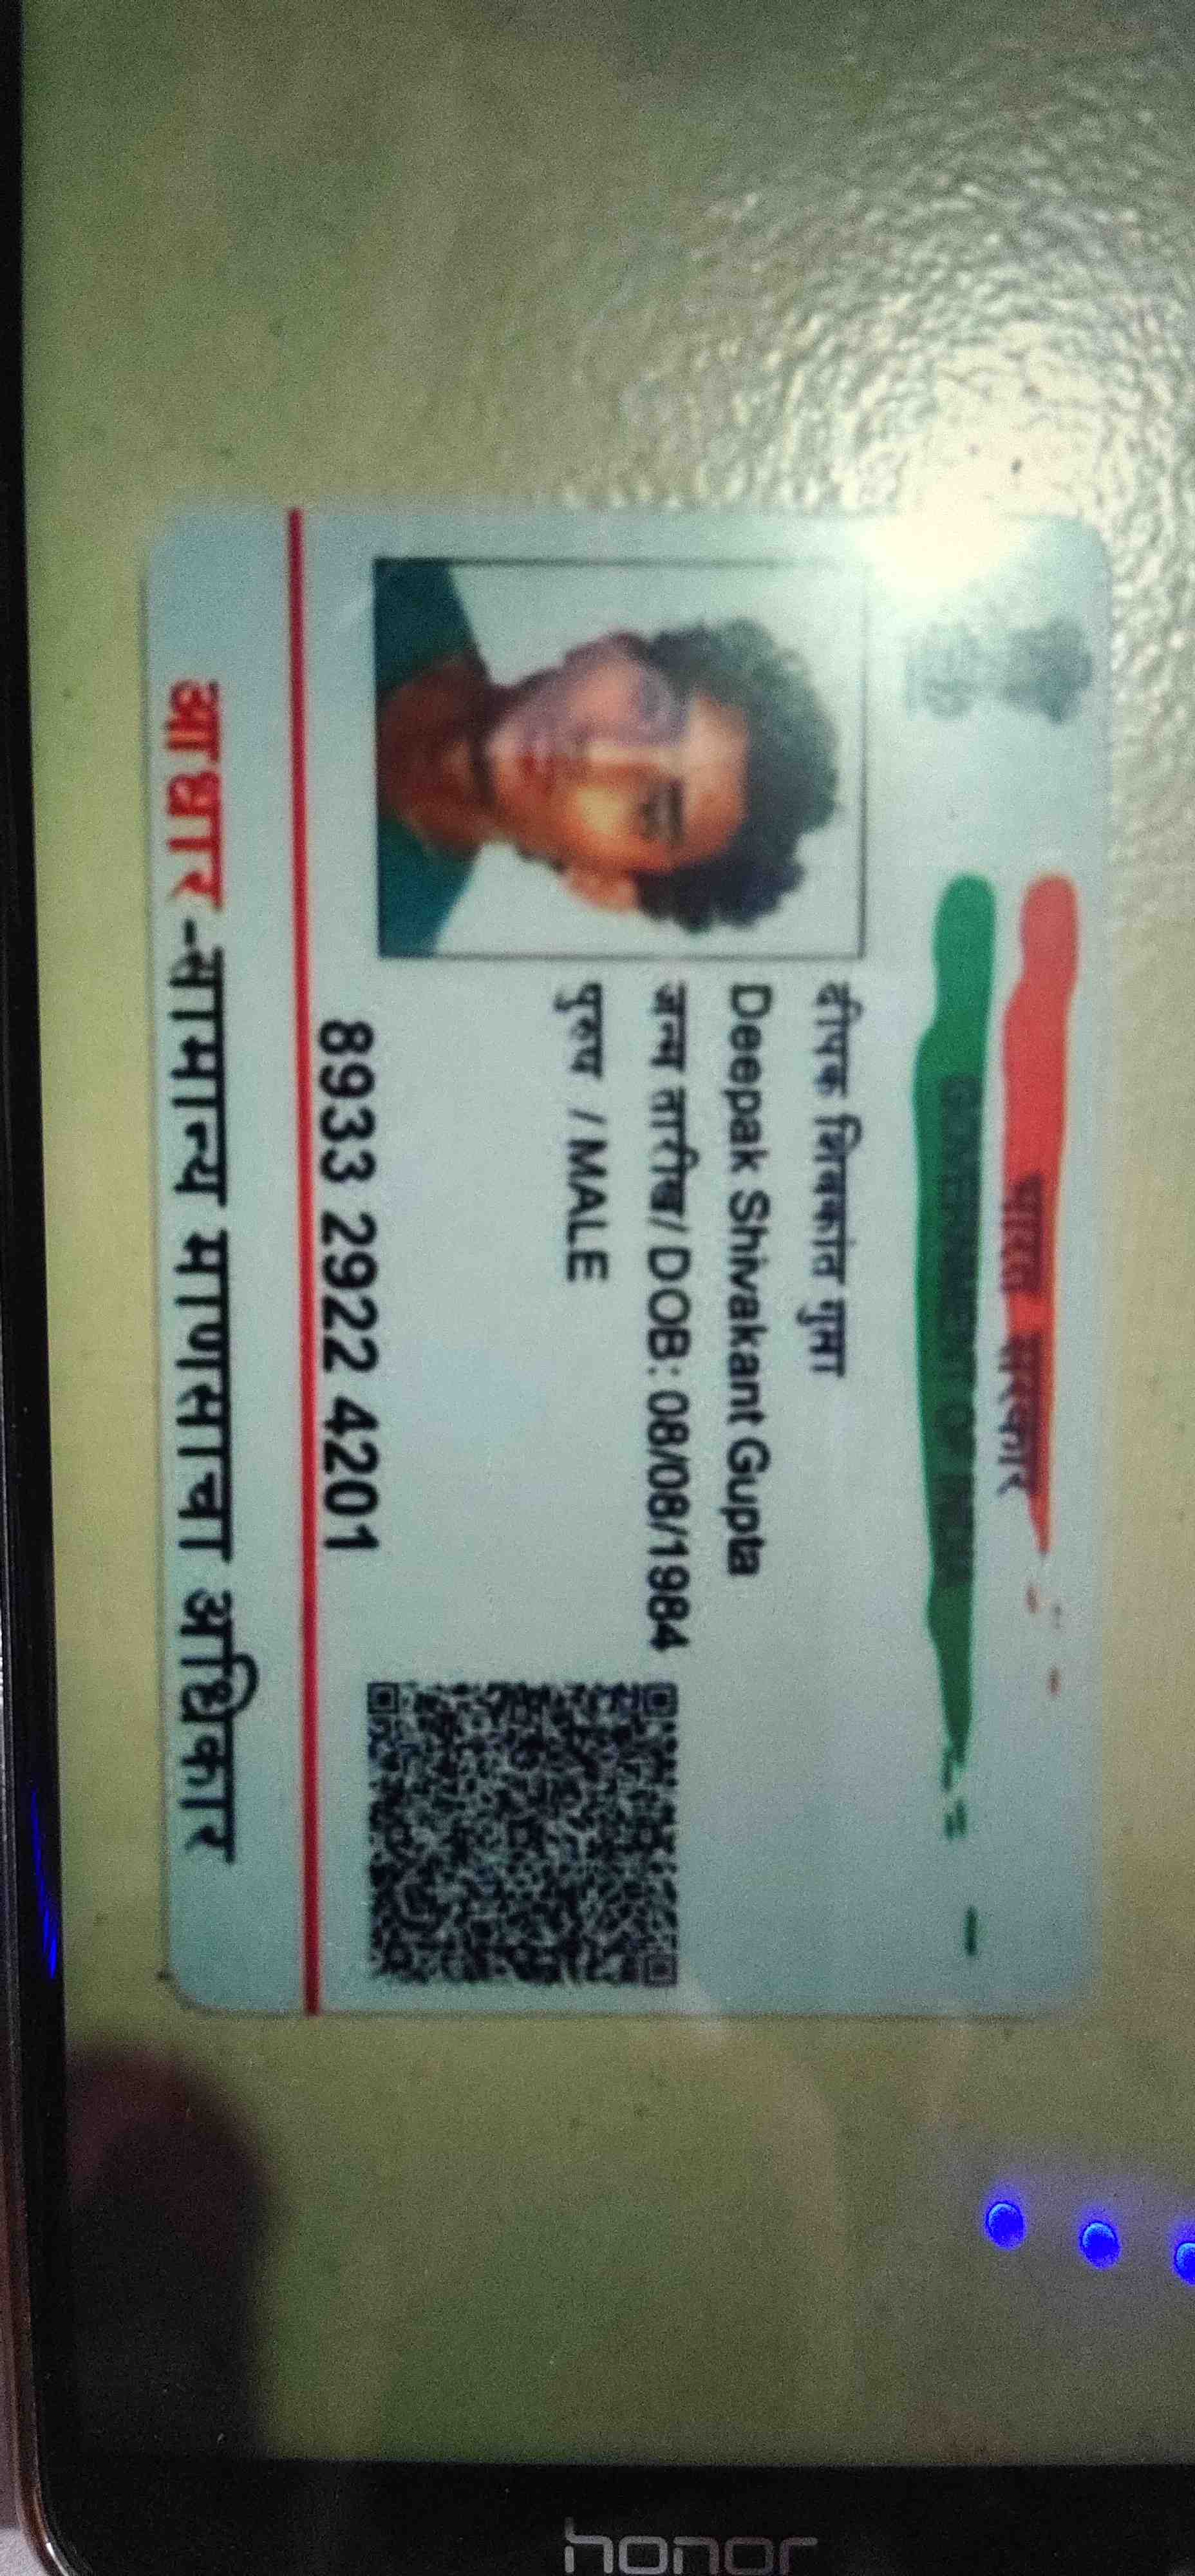 भारत सरकार
GOVERNMENT OF INDIA
दीपक शिवकांत गुप्ता
Deepak Shivakant Gupta
जन्म तारीख/ DOB: 08/08/1984
पुरुष / MALE
8933 2922 4201
आधार-सामान्य माणसाचा अधिकार
honor